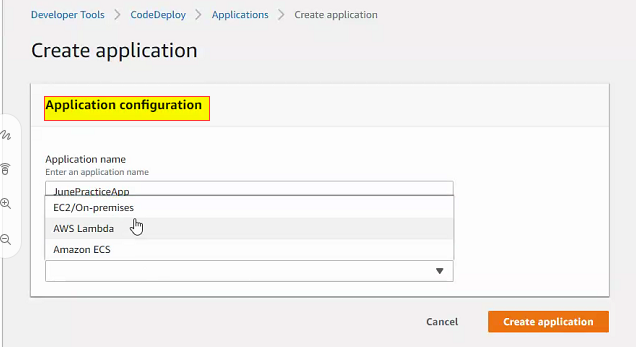 Developer Tools > CodeDeploy > Applications > Create application
Create application
Application configuration
Application name
Enter an application name
JunePracticeApp
EC2/On-premises
AWS Lambda
Amazon ECS
Cancel
Create application